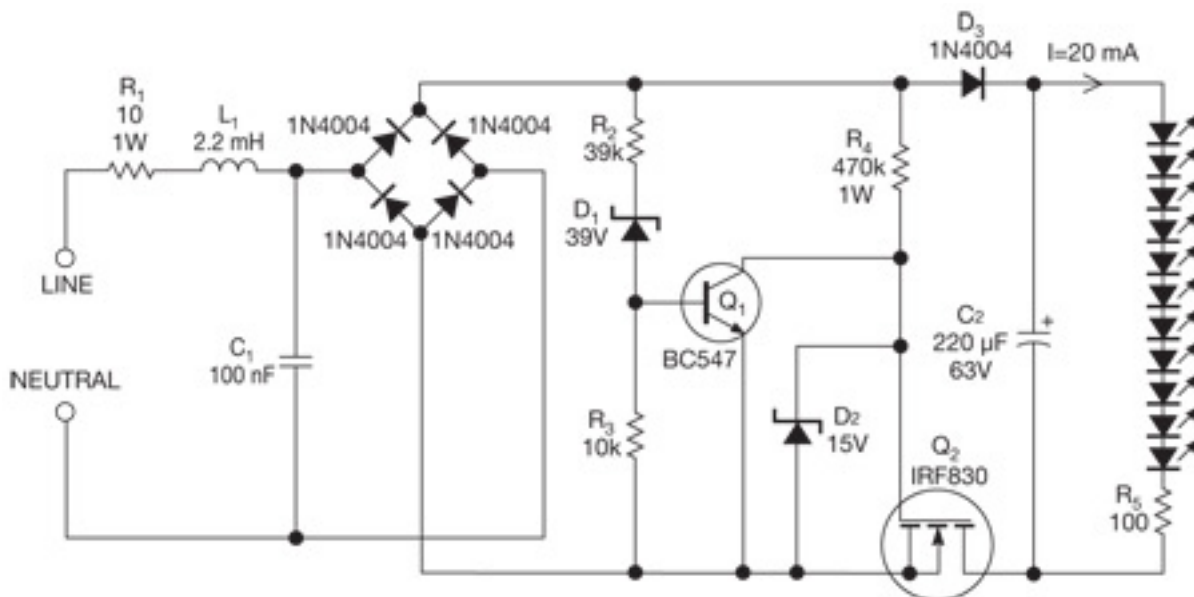 R1
10
1W
L1
2.2 mH
1N4004
1N4004
1N4004
1N4004
LINE
NEUTRAL
C1
100 nF
R2
39k
D1
39V
R3
10k
Q1
BC547
D2
15V
R4
470k
1W
D3
1N4004
I=20 mA
C2
220 µF
63V
+
Q2
IRF830
R5
100